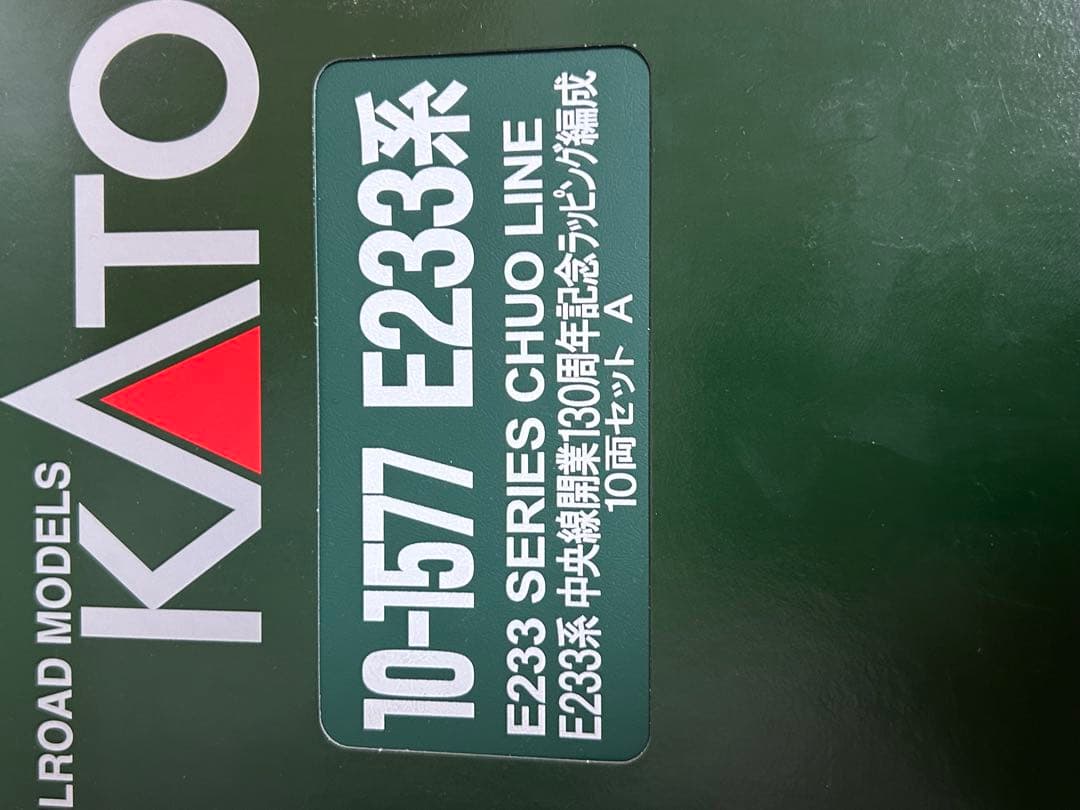 LROAD MODELS
KATO
10-1577 E233系
E233 SERIES CHUO LINE
E233系 中央線開業130周年記念ラッピング編成
10両セット A